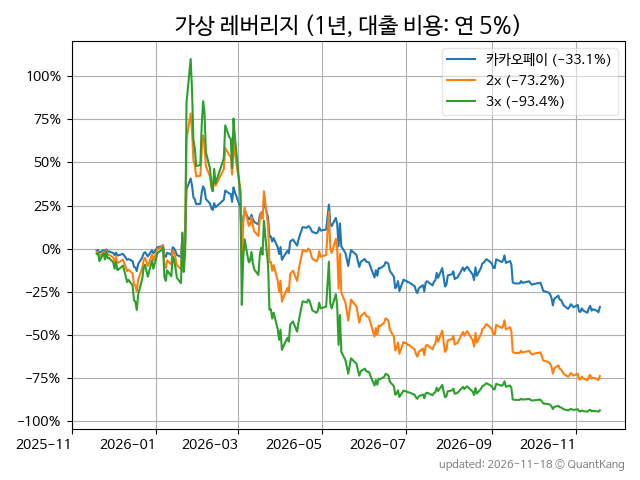 가상 레버리지 (1년, 대출 비용: 연 5%)
카카오페이 (-33.1%)
2x (-73.2%)
3x (-93.4%)
100%
75%
50%
25%
0%
-25%
-50%
-75%
-100%
2025-11 2026-01 2026-03 2026-05 2026-07 2026-09 2026-11
updated: 2026-11-18 © QuantKang